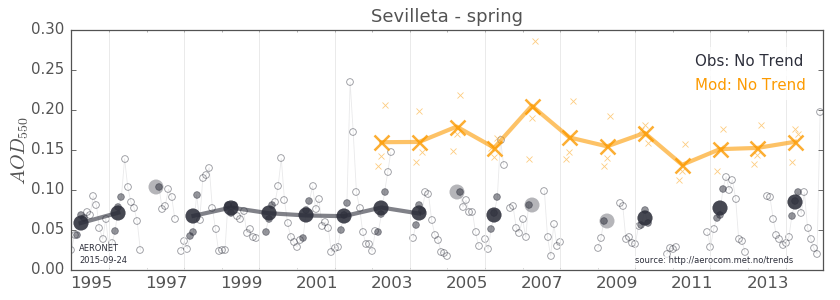 Sevilleta - spring
0.30
0.25
0.20
0.15
0.10
0.05
0.00
AOD550
Obs: No Trend
Mod: No Trend
AERONET
2015-09-24
source: http://aerocom.met.no/trends
1995 1997 1999 2001 2003 2005 2007 2009 2011 2013